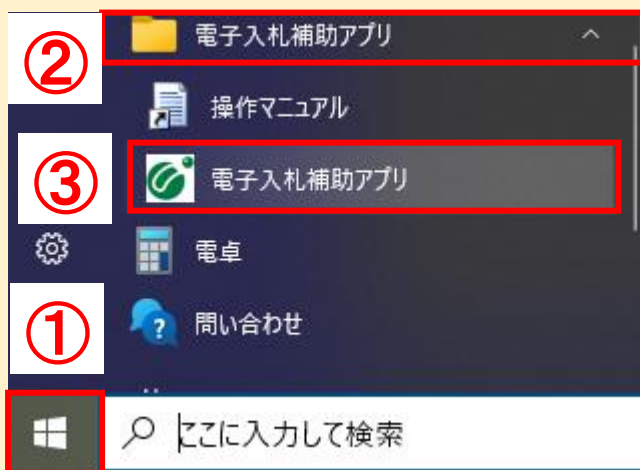 ②
電子入札補助アプリ
操作マニュアル
③
電子入札補助アプリ
電卓
①
?
問い合わせ
ここに入力して検索